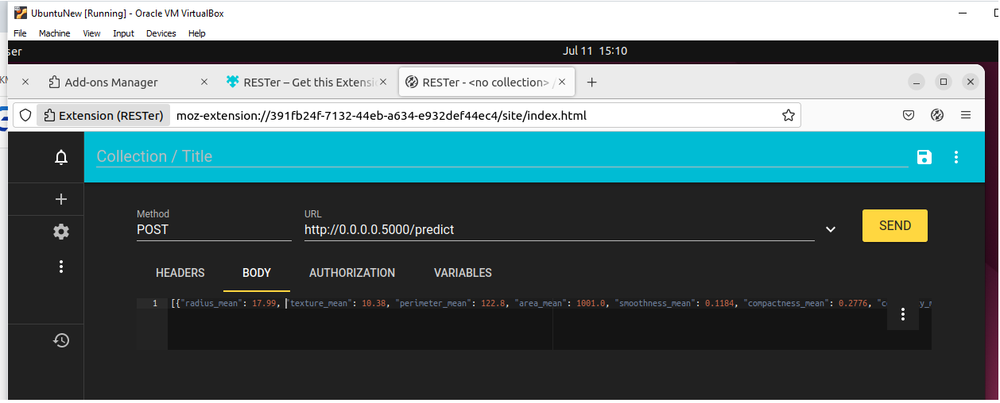 UbuntuNew [Running] - Oracle VM VirtualBox
File Machine View Input Devices Help
ser Jul 11 15:10
Add-ons Manager RESTer – Get this Extensi RESTer - <no collection> /
Extension (RESTer) moz-extension://391fb24f-7132-44eb-a634-e932def44ec4/site/index.html
Collection / Title
Method URL
POST http://0.0.0.0.5000/predict SEND
HEADERS BODY AUTHORIZATION VARIABLES
1 [{"radius_mean": 17.99, "texture_mean": 10.38, "perimeter_mean": 122.8, "area_mean": 1001.0, "smoothness_mean": 0.1184, "compactness_mean": 0.2776,